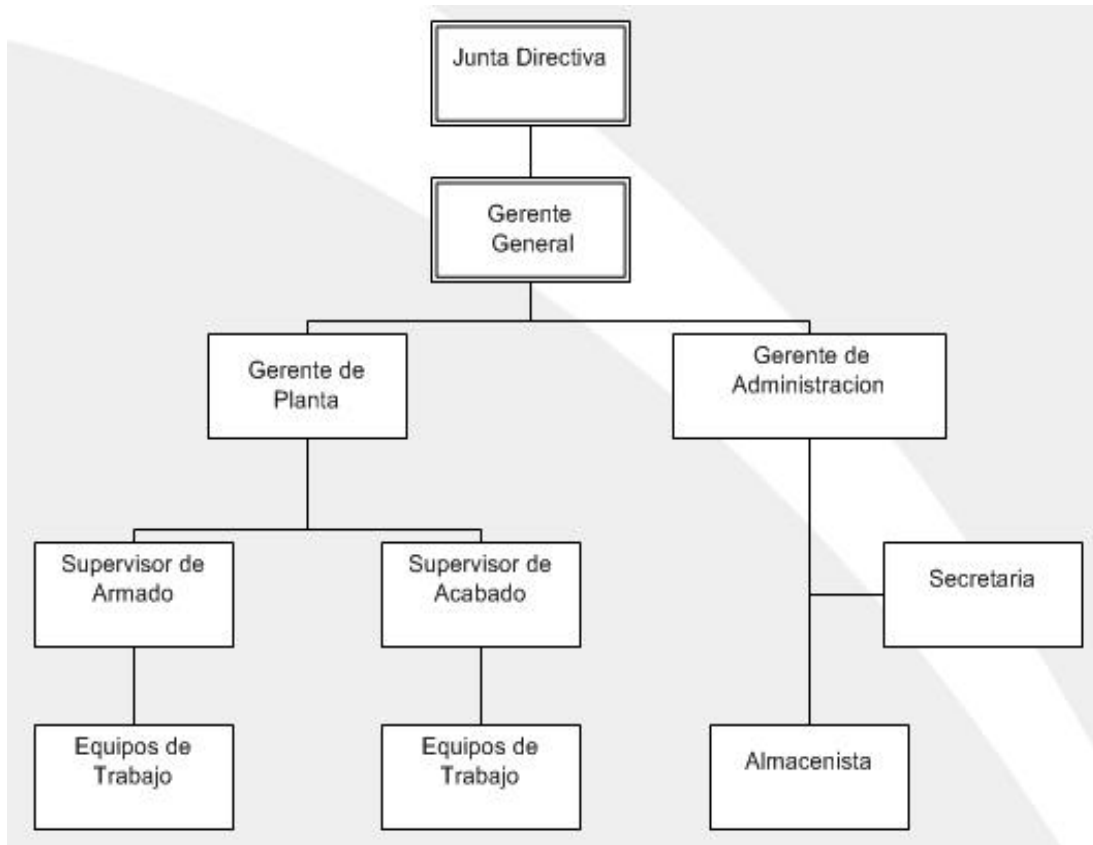 Junta Directiva
Gerente
General
Gerente de
Planta
Gerente de
Administracion
Supervisor de
Armado
Supervisor de
Acabado
Secretaria
Equipos de
Trabajo
Equipos de
Trabajo
Almacenista